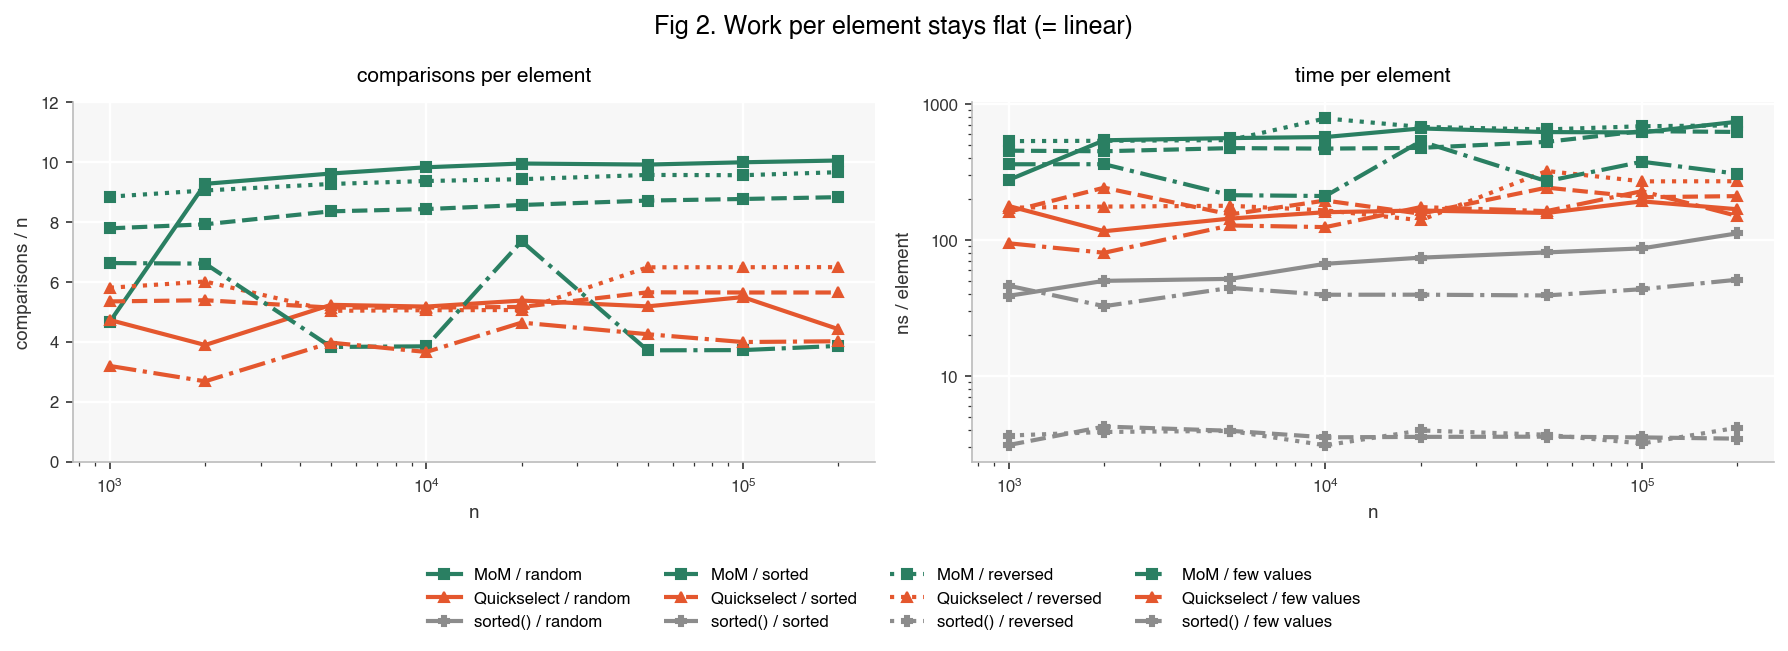 Fig 2. Work per element stays flat (= linear)
comparisons per element
time per element
12
10
8
6
4
2
0
comparisons / n
10³
10⁴
10⁵
n
1000
100
10
ns / element
10³
10⁴
10⁵
n
MoM / random
MoM / sorted
MoM / reversed
MoM / few values
Quickselect / random
Quickselect / sorted
Quickselect / reversed
Quickselect / few values
sorted() / random
sorted() / sorted
sorted() / reversed
sorted() / few values